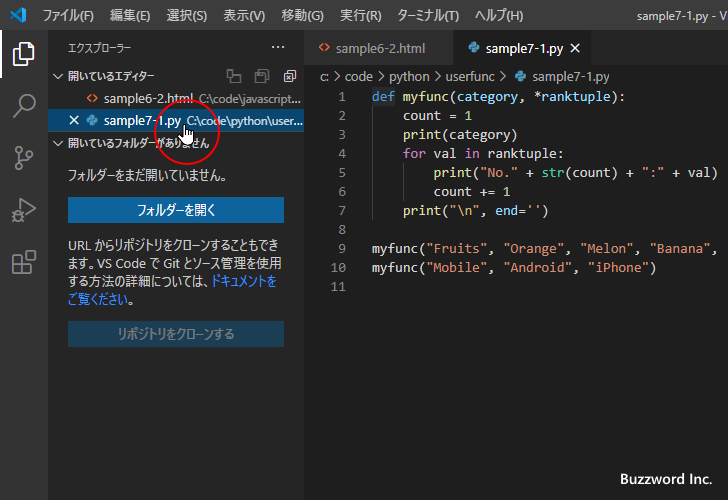 ファイル(F) 編集(E) 選択(S) 表示(V) 移動(G) 実行(R) ターミナル(T) ヘルプ(H) sample7-1.py - V
エクスプローラー ···
開いているエディター
sample6-2.html C:\code\javascript...
sample7-1.py C:\code\python\user...
開いているフォルダーがありません
フォルダーをまだ開いていません。
フォルダーを開く
URL からリポジトリをクローンすることもでき
ます。VS Code で Git とソース管理を使用
する方法の詳細については、ドキュメントを
ご覧ください。
リポジトリをクローンする
sample6-2.html sample7-1.py
c: > code > python > userfunc > sample7-1.py
1 def myfunc(category, *ranktuple):
2 count = 1
3 print(category)
4 for val in ranktuple:
5 print("No." + str(count) + ":" + val)
6 count += 1
7 print("\n", end='')
8
9 myfunc("Fruits", "Orange", "Melon", "Banana",
10 myfunc("Mobile", "Android", "iPhone")
11
Buzzword Inc.